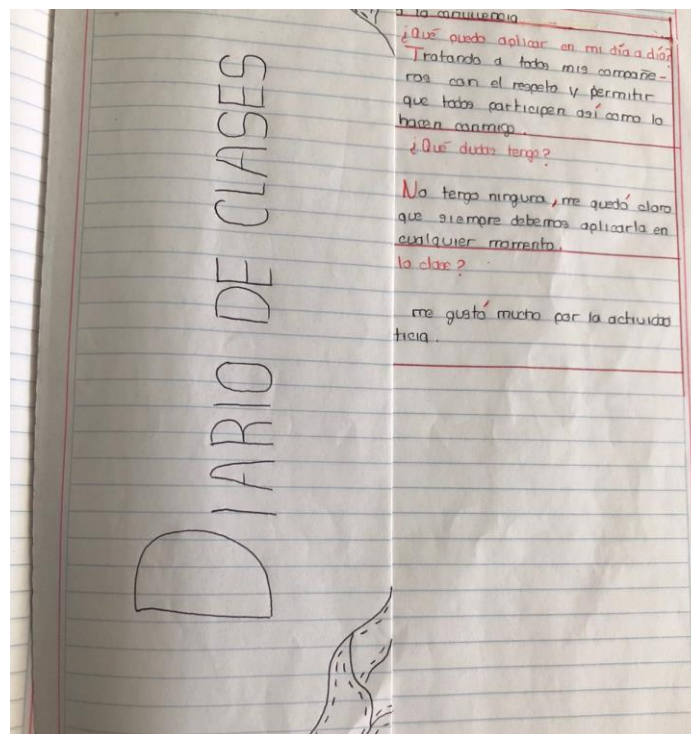 DIARIO DE CLASES
a la convivencia
¿Qué puedo aplicar en mi día a día?
Tratando a todos mis compañe-
ros con el respeto y permitir
que todos participen así como lo
hacen conmigo.
¿Qué dudas tengo?
No tengo ninguna, me quedó claro
que siempre debemos aplicarla en
cualquier momento.
la clase?
me gustó mucho por la actividad
ticia.